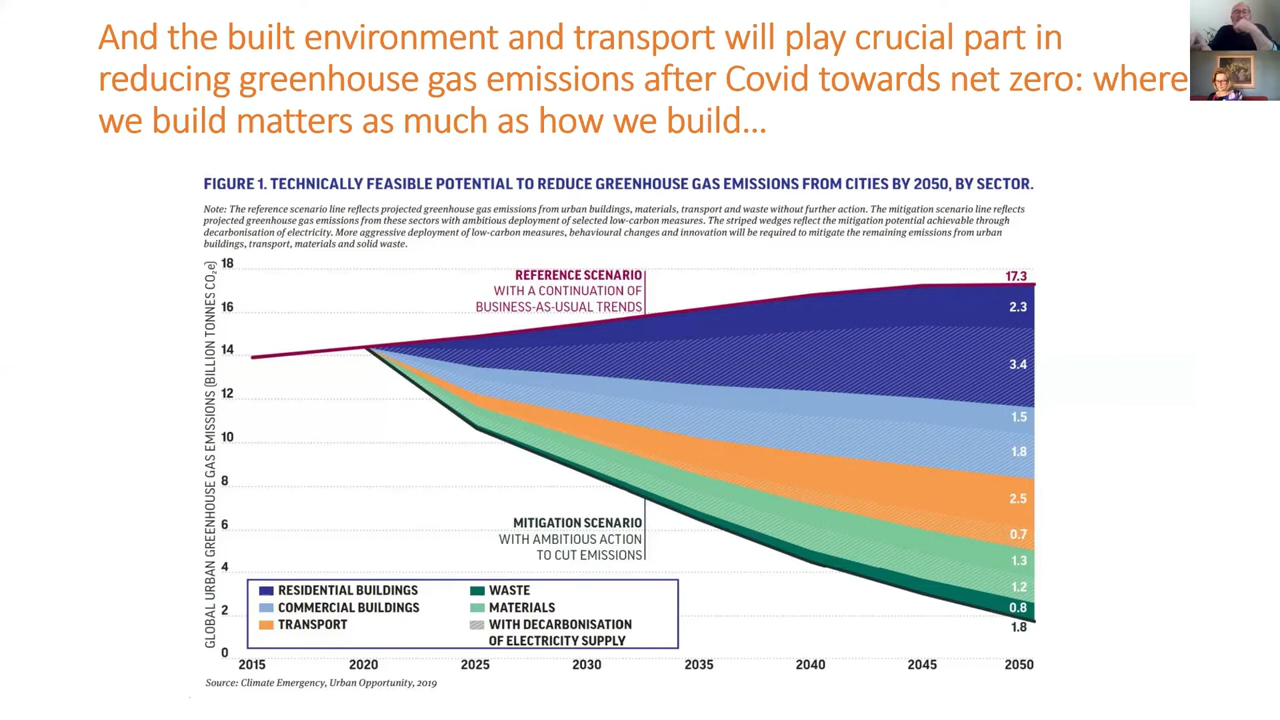 And the built environment and transport will play crucial part in
reducing greenhouse gas emissions after Covid towards net zero: where
we build matters as much as how we build...
FIGURE 1. TECHNICALLY FEASIBLE POTENTIAL TO REDUCE GREENHOUSE GAS EMISSIONS FROM CITIES BY 2050, BY SECTOR.
Note: The reference scenario line reflects projected greenhouse gas emissions from urban buildings, materials, transport and waste without further action. The mitigation scenario line reflects
projected greenhouse gas emissions from these sectors with ambitious deployment of selected low-carbon measures. The striped wedges reflect the mitigation potential achievable through
decarbonisation of electricity. More aggressive deployment of low-carbon measures, behavioural changes and innovation will be required to mitigate the remaining emissions from urban
buildings, transport, materials and solid waste.
GLOBAL URBAN GREENHOUSE GAS EMISSIONS (BILLION TONNES CO₂e)
18
16
14
12
10
8
6
4
2
0
REFERENCE SCENARIO
WITH A CONTINUATION OF
BUSINESS-AS-USUAL TRENDS
17.3
2.3
3.4
1.5
1.8
2.5
0.7
1.3
1.2
0.8
1.8
MITIGATION SCENARIO
WITH AMBITIOUS ACTION
TO CUT EMISSIONS
RESIDENTIAL BUILDINGS
COMMERCIAL BUILDINGS
TRANSPORT
WASTE
MATERIALS
WITH DECARBONISATION
OF ELECTRICITY SUPPLY
2015 2020 2025 2030 2035 2040 2045 2050
Source: Climate Emergency, Urban Opportunity, 2019